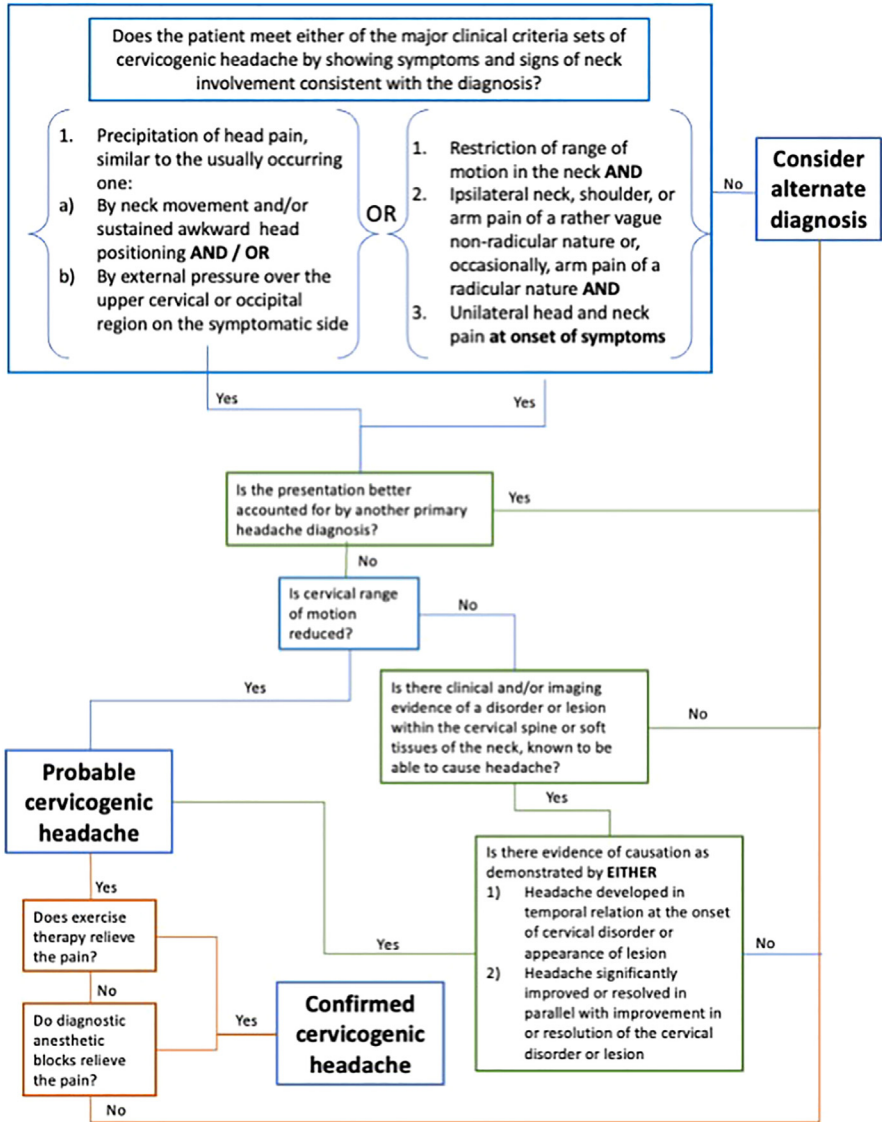 Does the patient meet either of the major clinical criteria sets of
cervicogenic headache by showing symptoms and signs of neck
involvement consistent with the diagnosis?
1. Precipitation of head pain,
similar to the usually occurring
one:
a) By neck movement and/or
sustained awkward head
positioning AND / OR
b) By external pressure over the
upper cervical or occipital
region on the symptomatic side
OR
1. Restriction of range of
motion in the neck AND
2. Ipsilateral neck, shoulder, or
arm pain of a rather vague
non-radicular nature or,
occasionally, arm pain of a
radicular nature AND
3. Unilateral head and neck
pain at onset of symptoms
No
Consider
alternate
diagnosis
Yes
Yes
Is the presentation better
accounted for by another primary
headache diagnosis?
Yes
No
Is cervical range
of motion
reduced?
No
Yes
Is there clinical and/or imaging
evidence of a disorder or lesion
within the cervical spine or soft
tissues of the neck, known to be
able to cause headache?
No
Yes
Probable
cervicogenic
headache
Is there evidence of causation as
demonstrated by EITHER
1) Headache developed in
temporal relation at the onset
of cervical disorder or
appearance of lesion
2) Headache significantly
improved or resolved in
parallel with improvement in
or resolution of the cervical
disorder or lesion
No
Yes
Yes
Does exercise
therapy relieve
the pain?
No
Do diagnostic
anesthetic
blocks relieve
the pain?
Yes
Confirmed
cervicogenic
headache
No